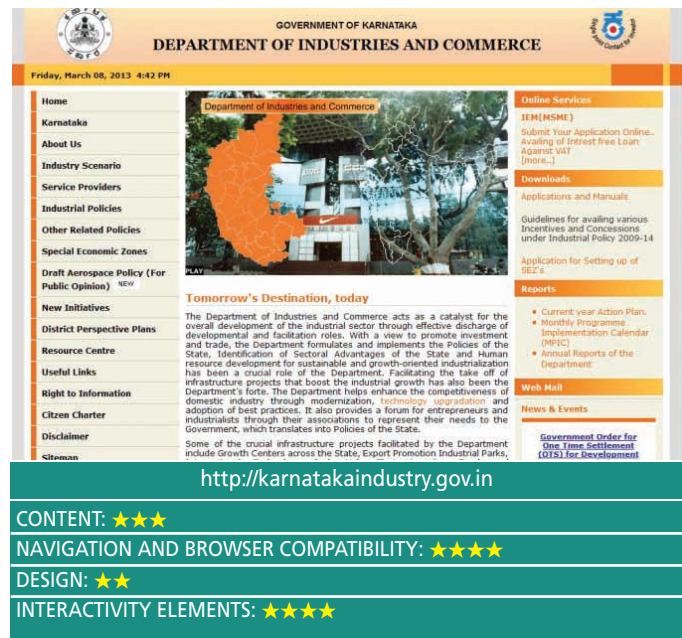 GOVERNMENT OF KARNATAKA
DEPARTMENT OF INDUSTRIES AND COMMERCE
Friday, March 08, 2013 4:42 PM
Home
Karnataka
About Us
Industry Scenario
Service Providers
Industrial Policies
Other Related Policies
Special Economic Zones
Draft Aerospace Policy (For
Public Opinion) NEW
New Initiatives
District Perspective Plans
Resource Centre
Useful Links
Right to Information
Citzen Charter
Disclaimer
Sitemap
Department of Industries and Commerce
PLAY
Tomorrow's Destination, today
The Department of Industries and Commerce acts as a catalyst for the
overall development of the industrial sector through effective discharge of
developmental and facilitation roles. With a view to promote investment
and trade, the Department formulates and implements the Policies of the
State, Identification of Sectoral Advantages of the State and Human
resource development for sustainable and growth-oriented industrialization
has been a crucial role of the Department. Facilitating the take off of
infrastructure projects that boost the industrial growth has also been the
Department's forte. The Department helps enhance the competitiveness of
domestic industry through modernization, technology upgradation and
adoption of best practices. It also provides a forum for entrepreneurs and
industrialists through their associations to represent their needs to the
Government, which translates into Policies of the State.
Some of the crucial infrastructure projects facilitated by the Department
include Growth Centers across the State, Export Promotion Industrial Parks,
Online Services
IEM(MSME)
Submit Your Application Online..
Availing of Intrest free Loan
Against VAT
[more..]
Downloads
Applications and Manuals
Guidelines for availing various
Incentives and Concessions
under Industrial Policy 2009-14
Application for Setting up of
SEZ's
Reports
Current year Action Plan.
Monthly Programme
Implementation Calendar
(MPIC)
Annual Reports of the
Department
Web Mail
News & Events
Government Order for
One Time Settlement
(OTS) for Development
http://karnatakaindustry.gov.in
CONTENT: ★★★
NAVIGATION AND BROWSER COMPATIBILITY: ★★★★
DESIGN: ★★
INTERACTIVITY ELEMENTS: ★★★★